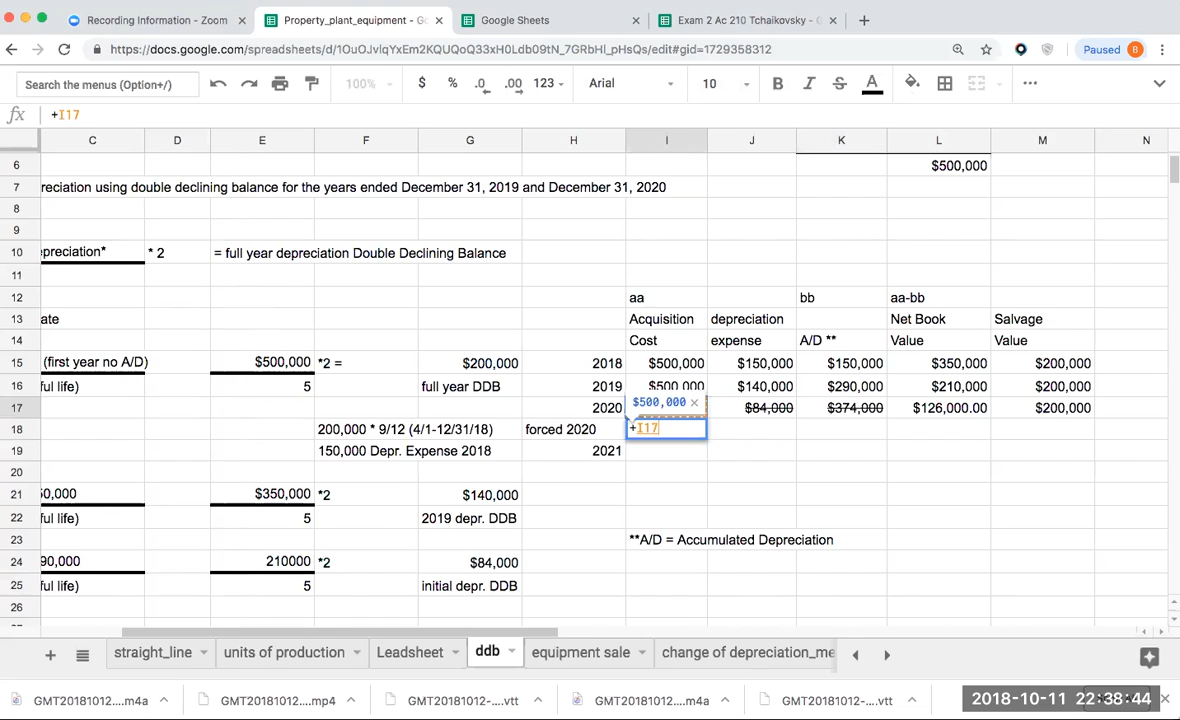 Recording Information - Zoom
Property_plant_equipment - Go
Google Sheets
Exam 2 Ac 210 Tchaikovsky - G
https://docs.google.com/spreadsheets/d/1OuOJvlqYxEm2KQUQoQ33xH0Ldb09tN_7GRbHl_pHsQs/edit#gid=1729358312
Paused B
Search the menus (Option+/) 100% $ % .0 .00 123 Arial 10 B I S A
fx +I17
C D E F G H I J K L M N
6 $500,000
7 reciation using double declining balance for the years ended December 31, 2019 and December 31, 2020
8
9
10 epreciation* * 2 = full year depreciation Double Declining Balance
11
12 aa bb aa-bb
13 ate Acquisition depreciation Net Book Salvage
14 Cost expense A/D ** Value Value
15 (first year no A/D) $500,000 *2 = $200,000 2018 $500,000 $150,000 $150,000 $350,000 $200,000
16 ful life) 5 full year DDB 2019 $500,000 $140,000 $290,000 $210,000 $200,000
17 2020 $500,000 × $84,000 $374,000 $126,000.00 $200,000
18 200,000 * 9/12 (4/1-12/31/18) forced 2020 +I17
19 150,000 Depr. Expense 2018 2021
20
21 50,000 $350,000 *2 $140,000
22 ful life) 5 2019 depr. DDB
23 **A/D = Accumulated Depreciation
24 90,000 210000 *2 $84,000
25 ful life) 5 initial depr. DDB
26
straight_line units of production Leadsheet ddb equipment sale change of depreciation_me
GMT20181012....m4a GMT20181012....mp4 GMT20181012-....vtt GMT20181012....m4a GMT20181012-....vtt
2018-10-11 22:38:44